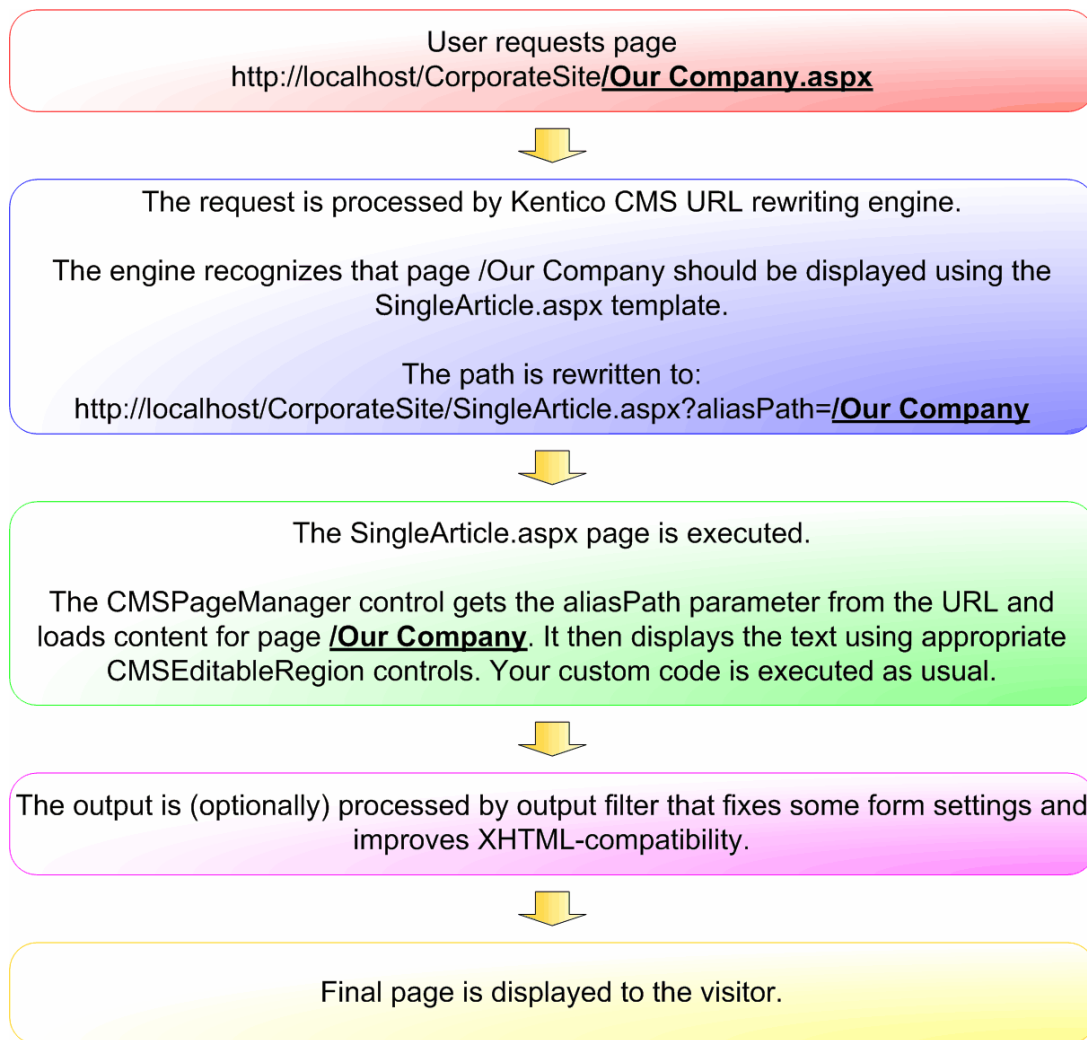 User requests page
http://localhost/CorporateSite/Our Company.aspx
The request is processed by Kentico CMS URL rewriting engine.
The engine recognizes that page /Our Company should be displayed using the
SingleArticle.aspx template.
The path is rewritten to:
http://localhost/CorporateSite/SingleArticle.aspx?aliasPath=/Our Company
The SingleArticle.aspx page is executed.
The CMSPageManager control gets the aliasPath parameter from the URL and
loads content for page /Our Company. It then displays the text using appropriate
CMSEditableRegion controls. Your custom code is executed as usual.
The output is (optionally) processed by output filter that fixes some form settings and
improves XHTML-compatibility.
Final page is displayed to the visitor.